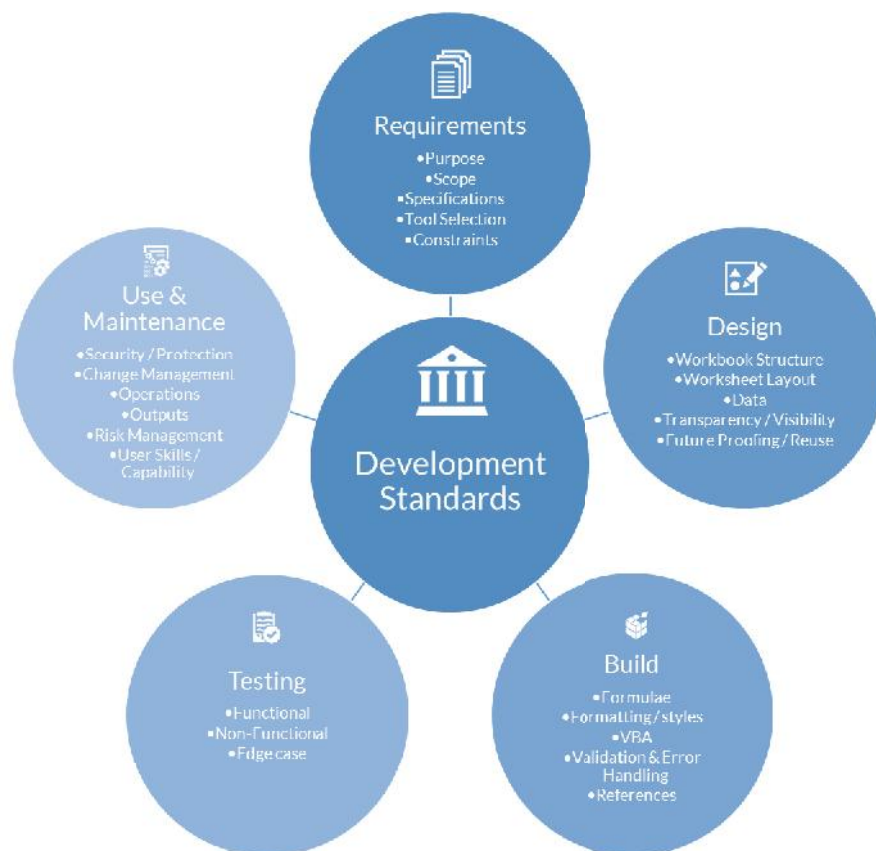 Requirements
•Purpose
•Scope
•Specifications
•Tool Selection
•Constraints
Use &
Maintenance
•Security / Protection
•Change Management
•Operations
•Outputs
•Risk Management
•User Skills /
Capability
Design
•Workbook Structure
•Worksheet Layout
•Data
•Transparency / Visibility
•Future Proofing / Reuse
Development
Standards
Testing
•Functional
•Non-Functional
•Edge case
Build
•Formulae
•Formatting / styles
•VBA
•Validation & Error
Handling
•References